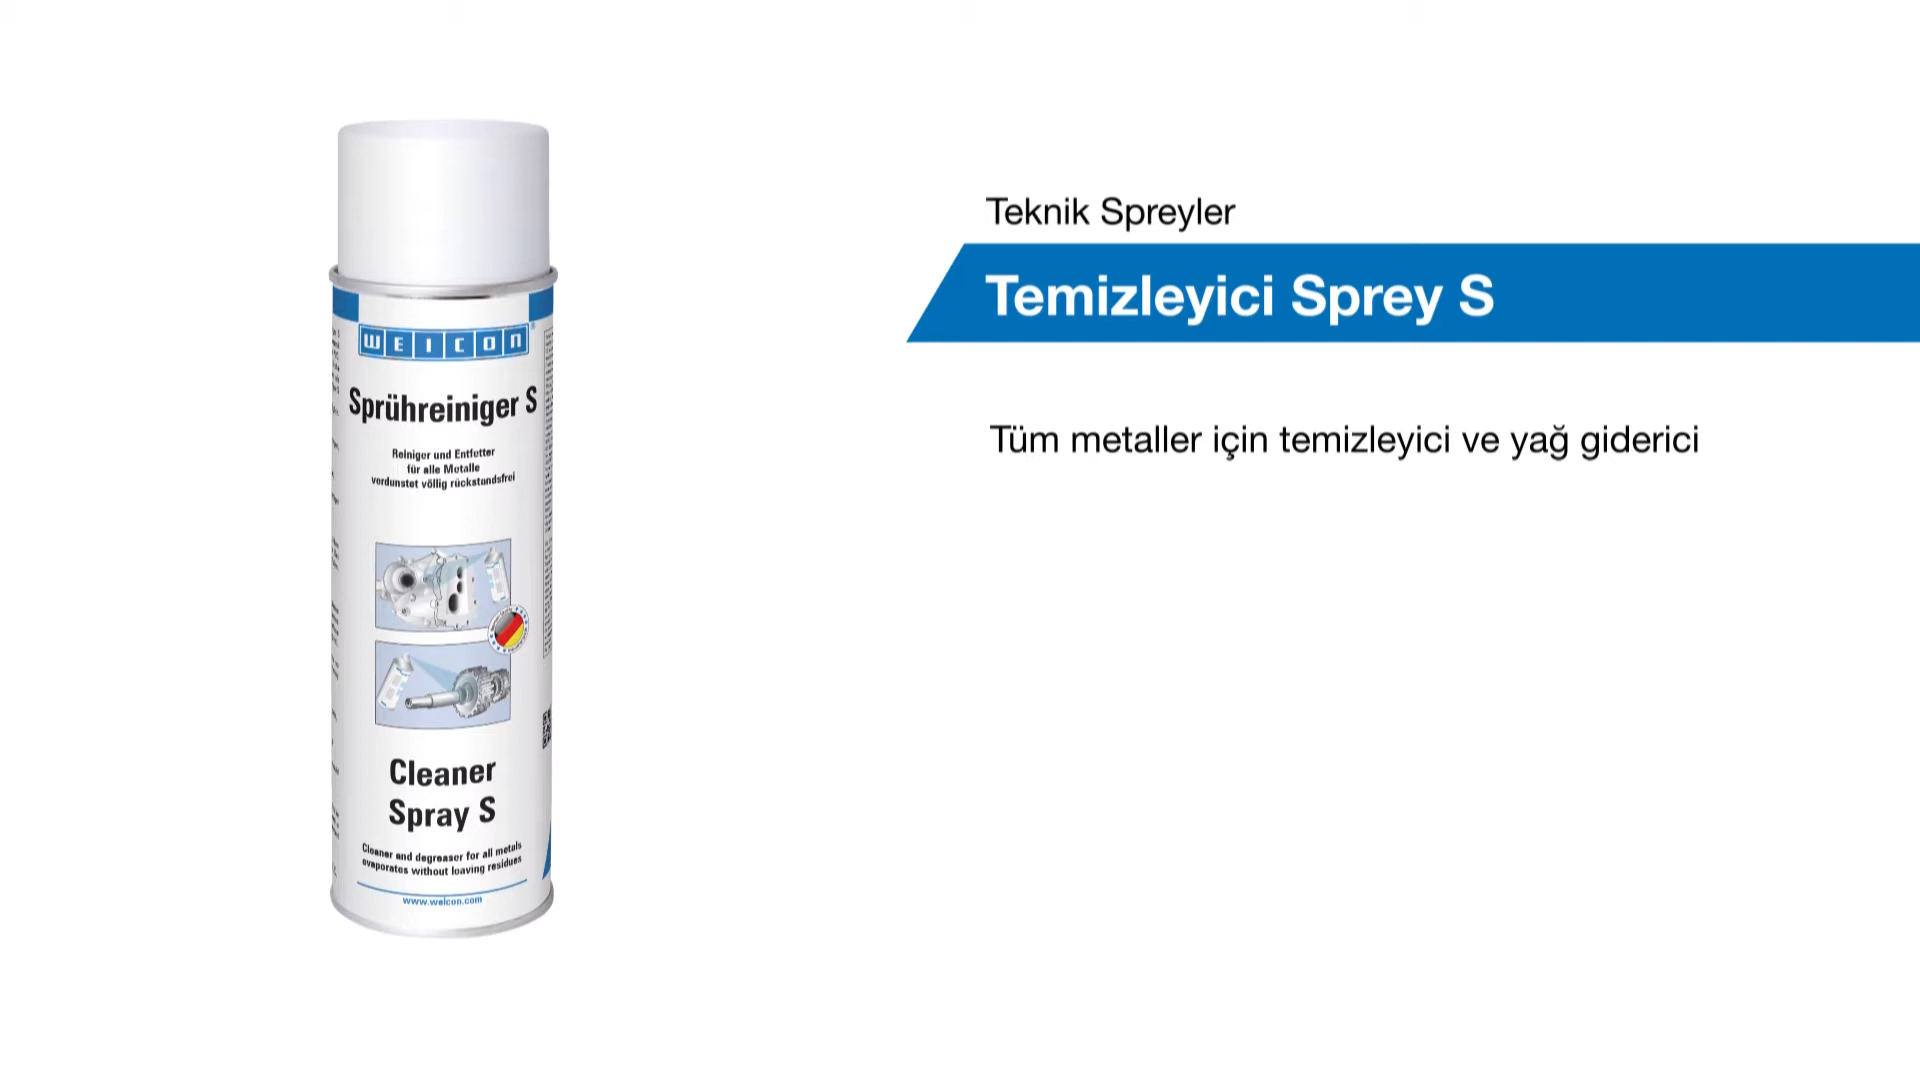 Teknik Spreyler
Temizleyici Sprey S
Tüm metaller için temizleyici ve yağ giderici
WEICON®
Sprühreiniger S
Reiniger und Entfetter
für alle Metalle
verdunstet völlig rückstandsfrei
Cleaner
Spray S
Cleaner and degreaser for all metals
evaporates without leaving residues
www.weicon.com